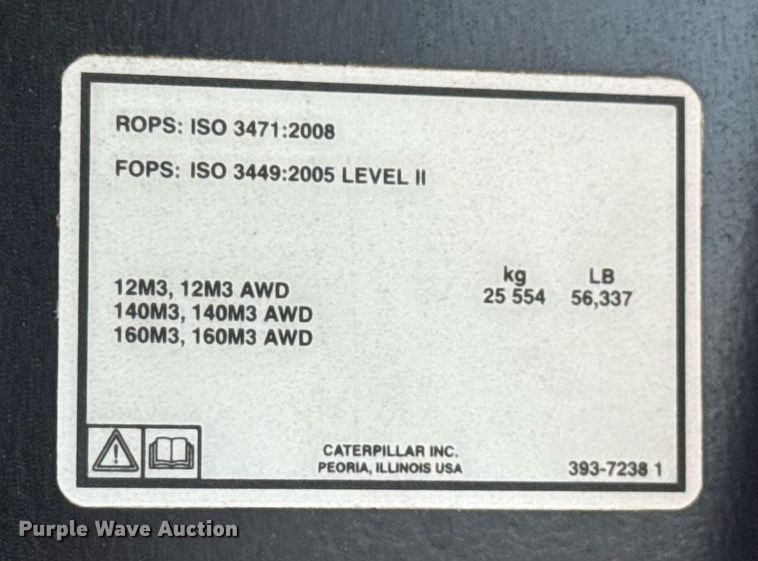 ROPS: ISO 3471:2008
FOPS: ISO 3449:2005 LEVEL II
kg LB
12M3, 12M3 AWD 25 554 56,337
140M3, 140M3 AWD
160M3, 160M3 AWD
CATERPILLAR INC.
PEORIA, ILLINOIS USA 393-7238 1
Purple Wave Auction